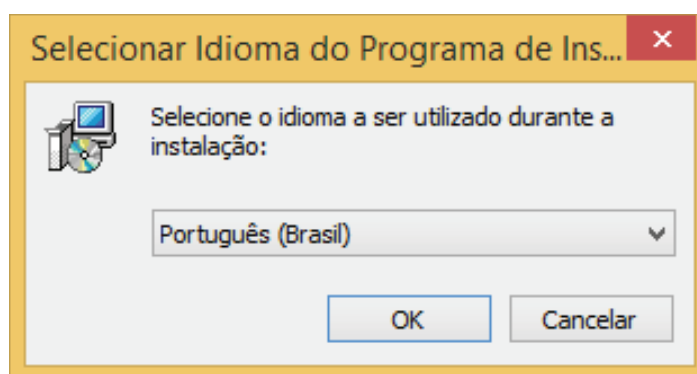 Selecionar Idioma do Programa de Ins...
Selecione o idioma a ser utilizado durante a
instalação:
Português (Brasil)
OK
Cancelar